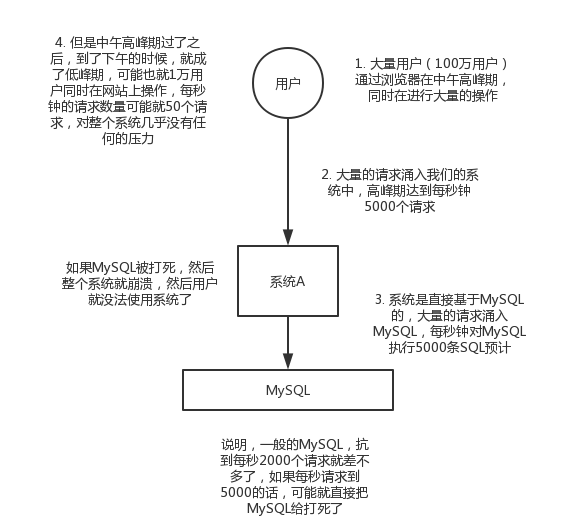 4. 但是中午高峰期过了之
后，到了下午的时候，就成
了低峰期，可能也就1万用
户同时在网站上操作，每秒
钟的请求数量可能就50个请
求，对整个系统几乎没有任
何的压力
用户
1. 大量用户（100万用户）
通过浏览器在中午高峰期，
同时在进行大量的操作
2. 大量的请求涌入我们的系
统中，高峰期达到每秒钟
5000个请求
如果MySQL被打死，然后
整个系统就崩溃，然后用户
就没法使用系统了
系统A
3. 系统是直接基于MySQL
的，大量的请求涌入
MySQL，每秒钟对MySQL
执行5000条SQL预计
MySQL
说明，一般的MySQL，抗
到每秒2000个请求就差不
多了，如果每秒请求到
5000的话，可能就直接把
MySQL给打死了